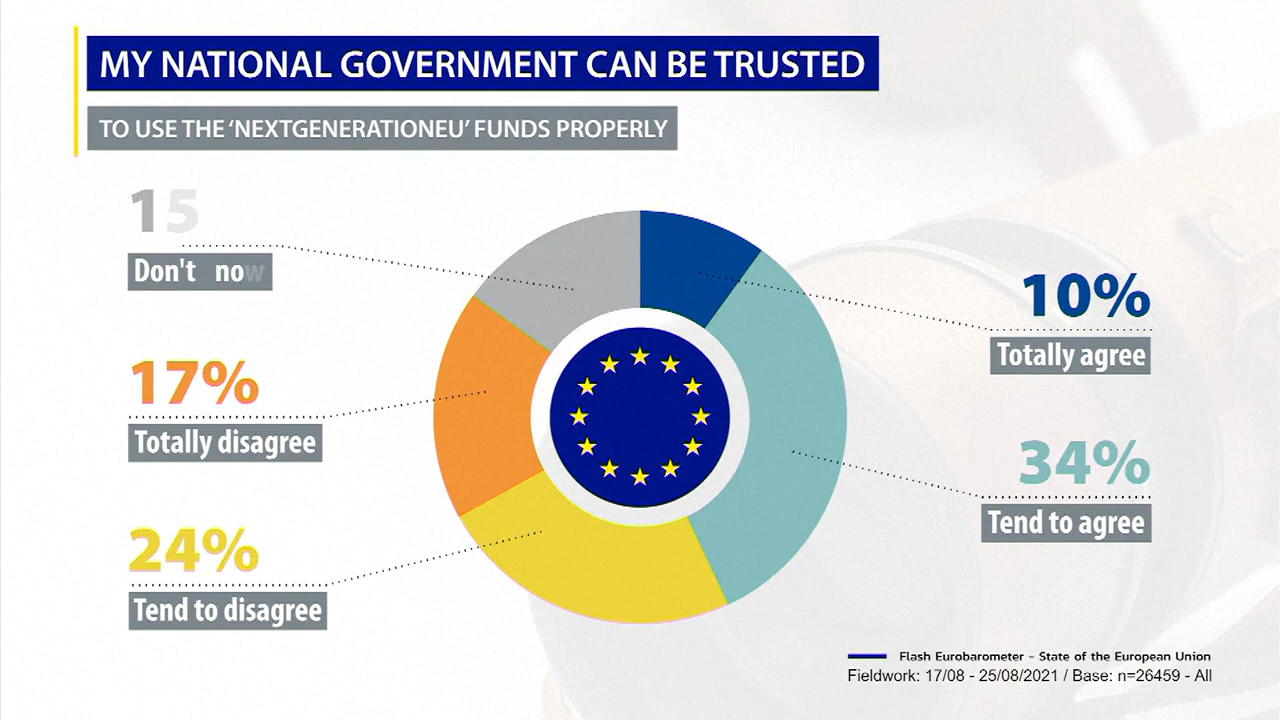 MY NATIONAL GOVERNMENT CAN BE TRUSTED
TO USE THE 'NEXTGENERATIONEU' FUNDS PROPERLY
15
Don't now
17%
Totally disagree
24%
Tend to disagree
10%
Totally agree
34%
Tend to agree
Flash Eurobarometer – State of the European Union
Fieldwork: 17/08 - 25/08/2021 / Base: n=26459 - All